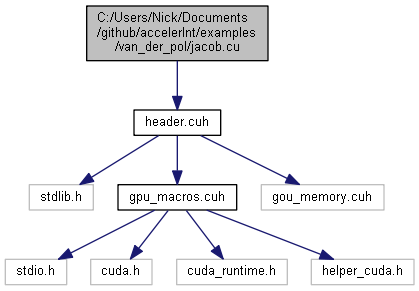 C:/Users/Nick/Documents
/github/accelerInt/examples
/van_der_pol/jacob.cu
header.cuh
stdlib.h
gpu_macros.cuh
gou_memory.cuh
stdio.h
cuda.h
cuda_runtime.h
helper_cuda.h